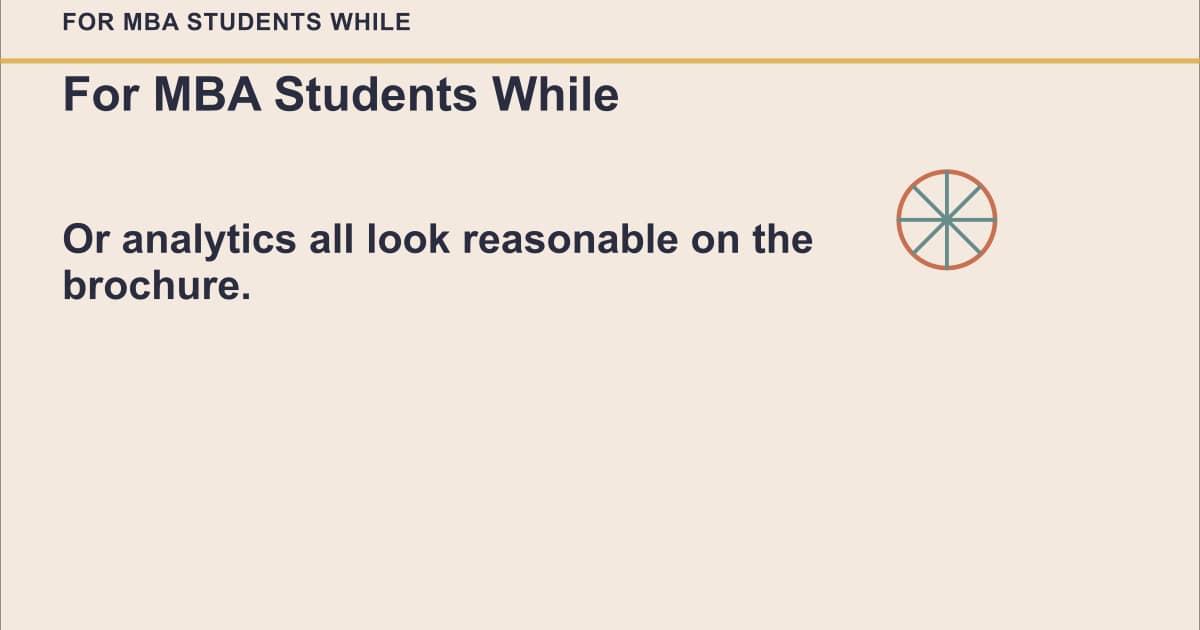 FOR MBA STUDENTS WHILE
For MBA Students While
Or analytics all look reasonable on the
brochure.